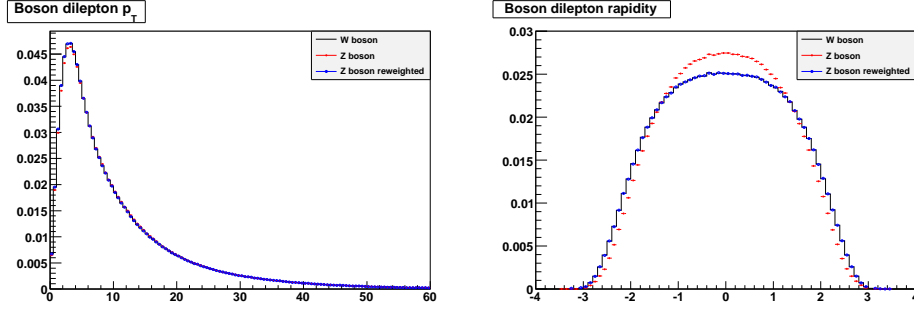 Boson dilepton p_T
W boson
Z boson
Z boson reweighted
0.045
0.04
0.035
0.03
0.025
0.02
0.015
0.01
0.005
0
0 10 20 30 40 50 60
Boson dilepton rapidity
W boson
Z boson
Z boson reweighted
0.03
0.025
0.02
0.015
0.01
0.005
0
-4 -3 -2 -1 0 1 2 3 4